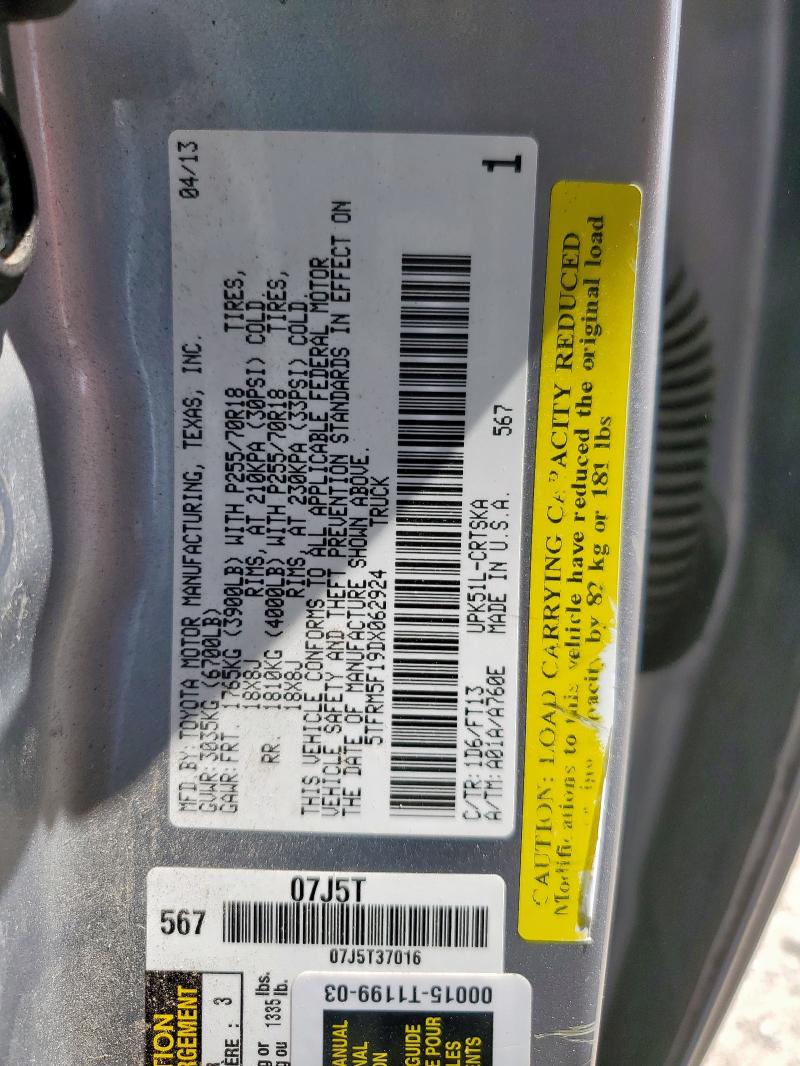 MFD BY: TOYOTA MOTOR MANUFACTURING, TEXAS, INC. 04/13
GVWR: 3035KG (6700LB)
GAWR: FRT. 1765KG (3900LB) WITH P255/70R18 TIRES,
18X8J RIMS, AT 210KPA (30PSI) COLD
RR. 1810KG (4000LB) WITH P255/70R18 TIRES,
18X8J RIMS, AT 230KPA (33PSI) COLD.
THIS VEHICLE CONFORMS TO ALL APPLICABLE FEDERAL MOTOR
VEHICLE SAFETY AND THEFT PREVENTION STANDARDS IN EFFECT ON
THE DATE OF MANUFACTURE SHOWN ABOVE.
5TFRM5F19DX062924 TRUCK
C/TR: 1D6/FT13 UPK51L-CRTSKA
A/TM: A01A/A760E MADE IN U.S.A. 567
1
CAUTION: LOAD CARRYING CAPACITY REDUCED
Modifications to this vehicle have reduced the original load
by 82 kg or 181 lbs
07J5T
567
07J5T37016
00015-T1199-03
3
1335 lbs.
lb.